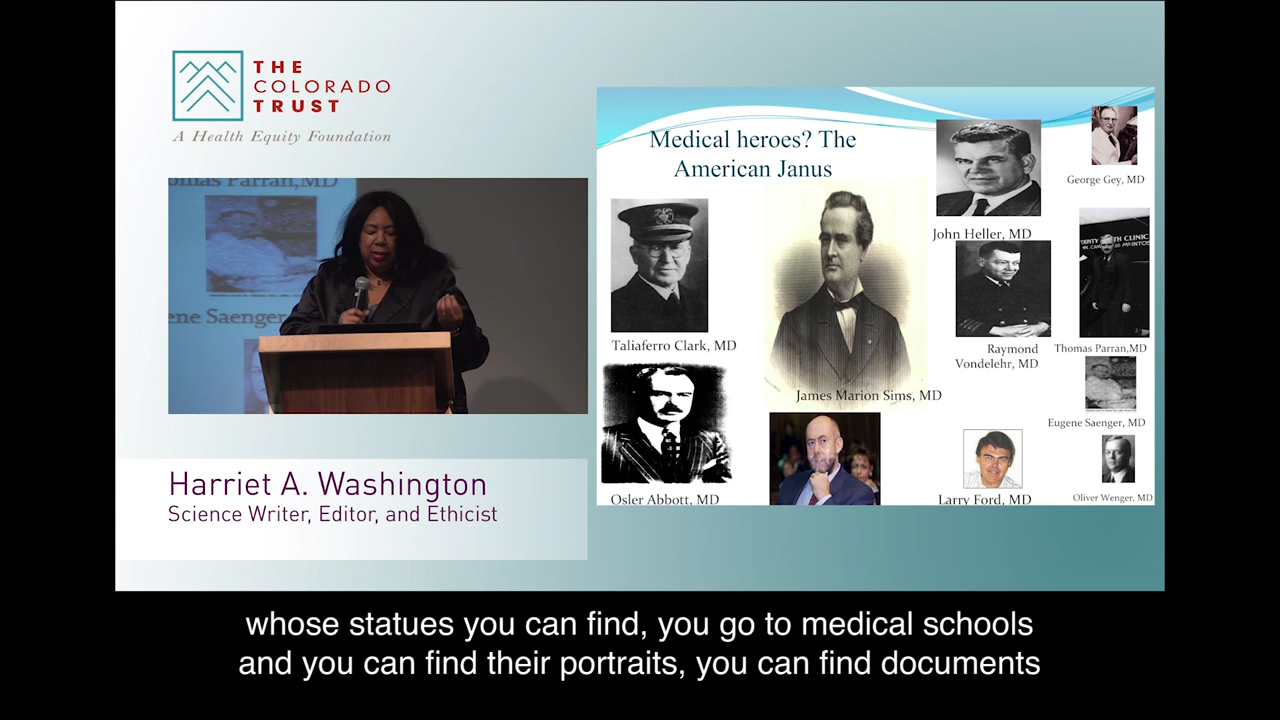 THE
COLORADO
TRUST
A Health Equity Foundation
omas Parran,MD
ene Saenger
Harriet A. Washington
Science Writer, Editor, and Ethicist
Medical heroes? The
American Janus
Taliaferro Clark, MD
Osler Abbott, MD
James Marion Sims, MD
John Heller, MD
Raymond
Vondelehr, MD
Larry Ford, MD
George Gey, MD
Thomas Parran,MD
Eugene Saenger, MD
Oliver Wenger, MD
whose statues you can find, you go to medical schools
and you can find their portraits, you can find documents